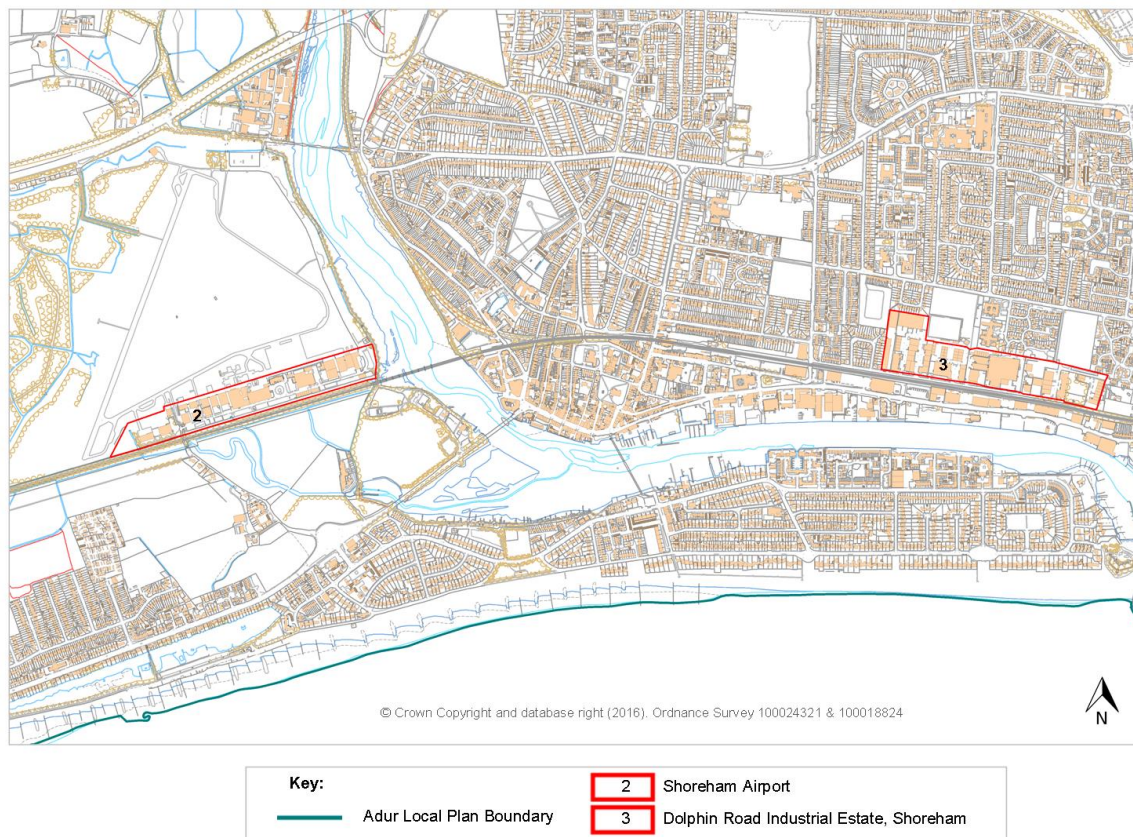 2
3
© Crown Copyright and database right (2016). Ordnance Survey 100024321 & 100018824
N
Key:
Adur Local Plan Boundary
2 Shoreham Airport
3 Dolphin Road Industrial Estate, Shoreham